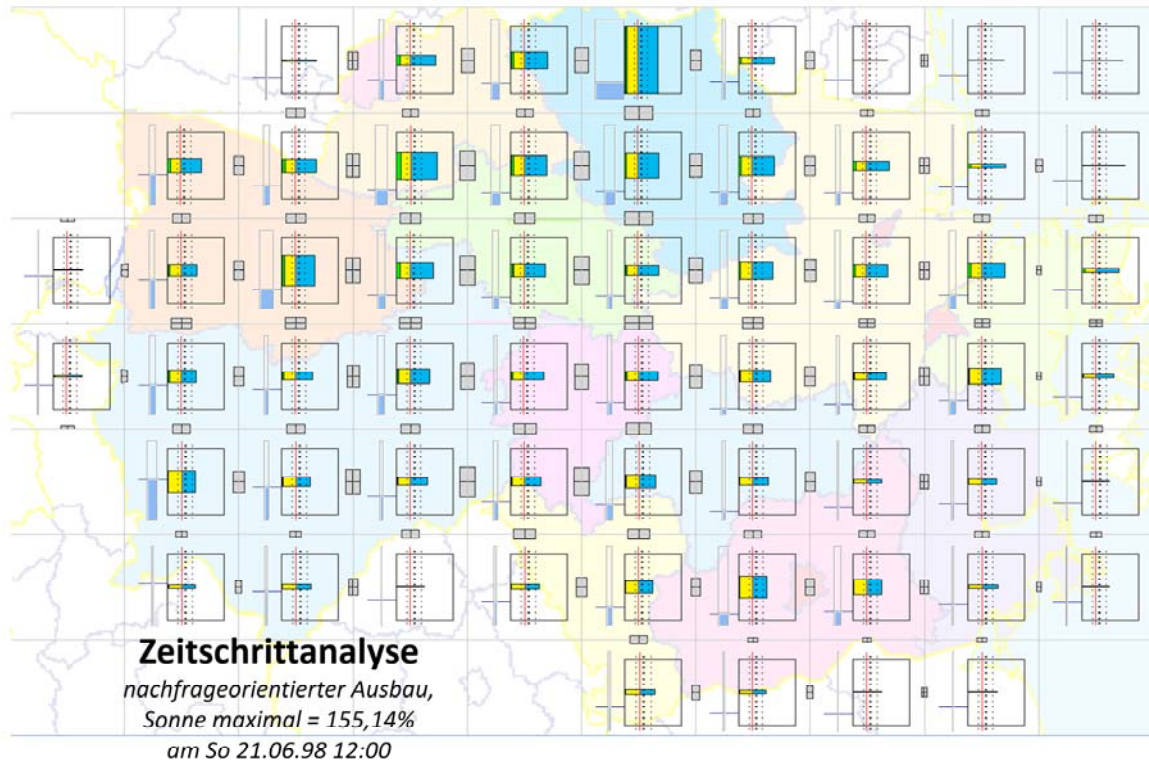 Zeitschrittanalyse
nachfrageorientierter Ausbau,
Sonne maximal = 155,14%
am So 21.06.98 12:00